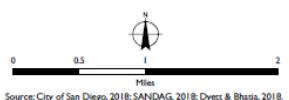 N
0 0.5 1 2
Miles
Source: City of San Diego, 2018; SANDAG, 2018; Dyett & Bhatia, 2018.